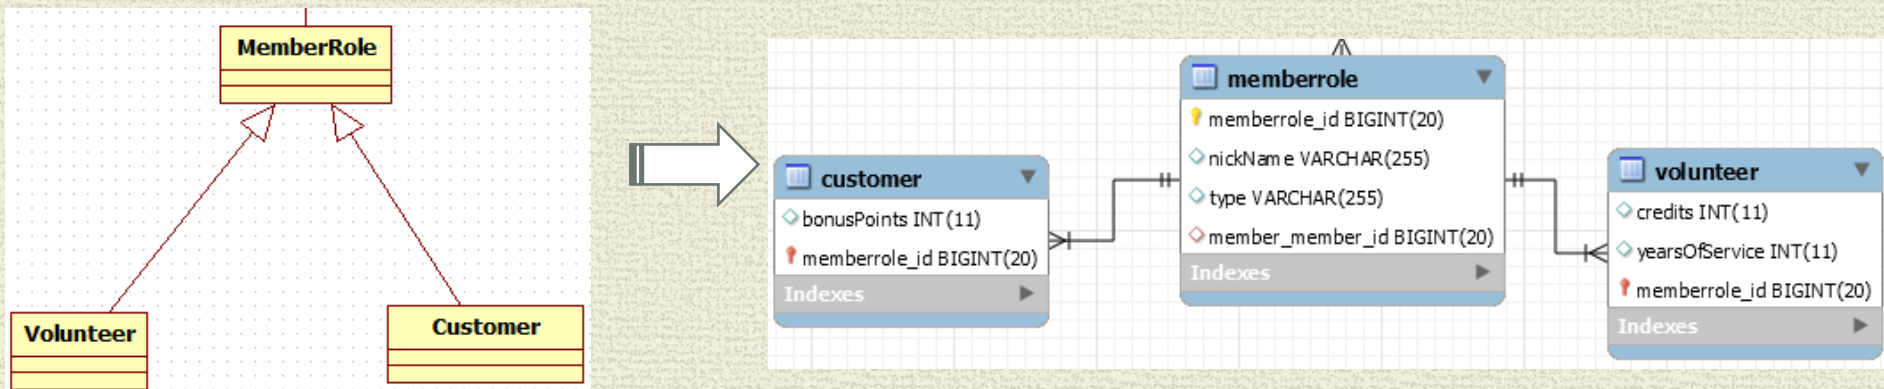 MemberRole
Volunteer
Customer
customer
bonusPoints INT(11)
memberrole_id BIGINT(20)
Indexes
memberrole
memberrole_id BIGINT(20)
nickName VARCHAR(255)
type VARCHAR(255)
member_member_id BIGINT(20)
Indexes
volunteer
credits INT(11)
yearsOfService INT(11)
memberrole_id BIGINT(20)
Indexes